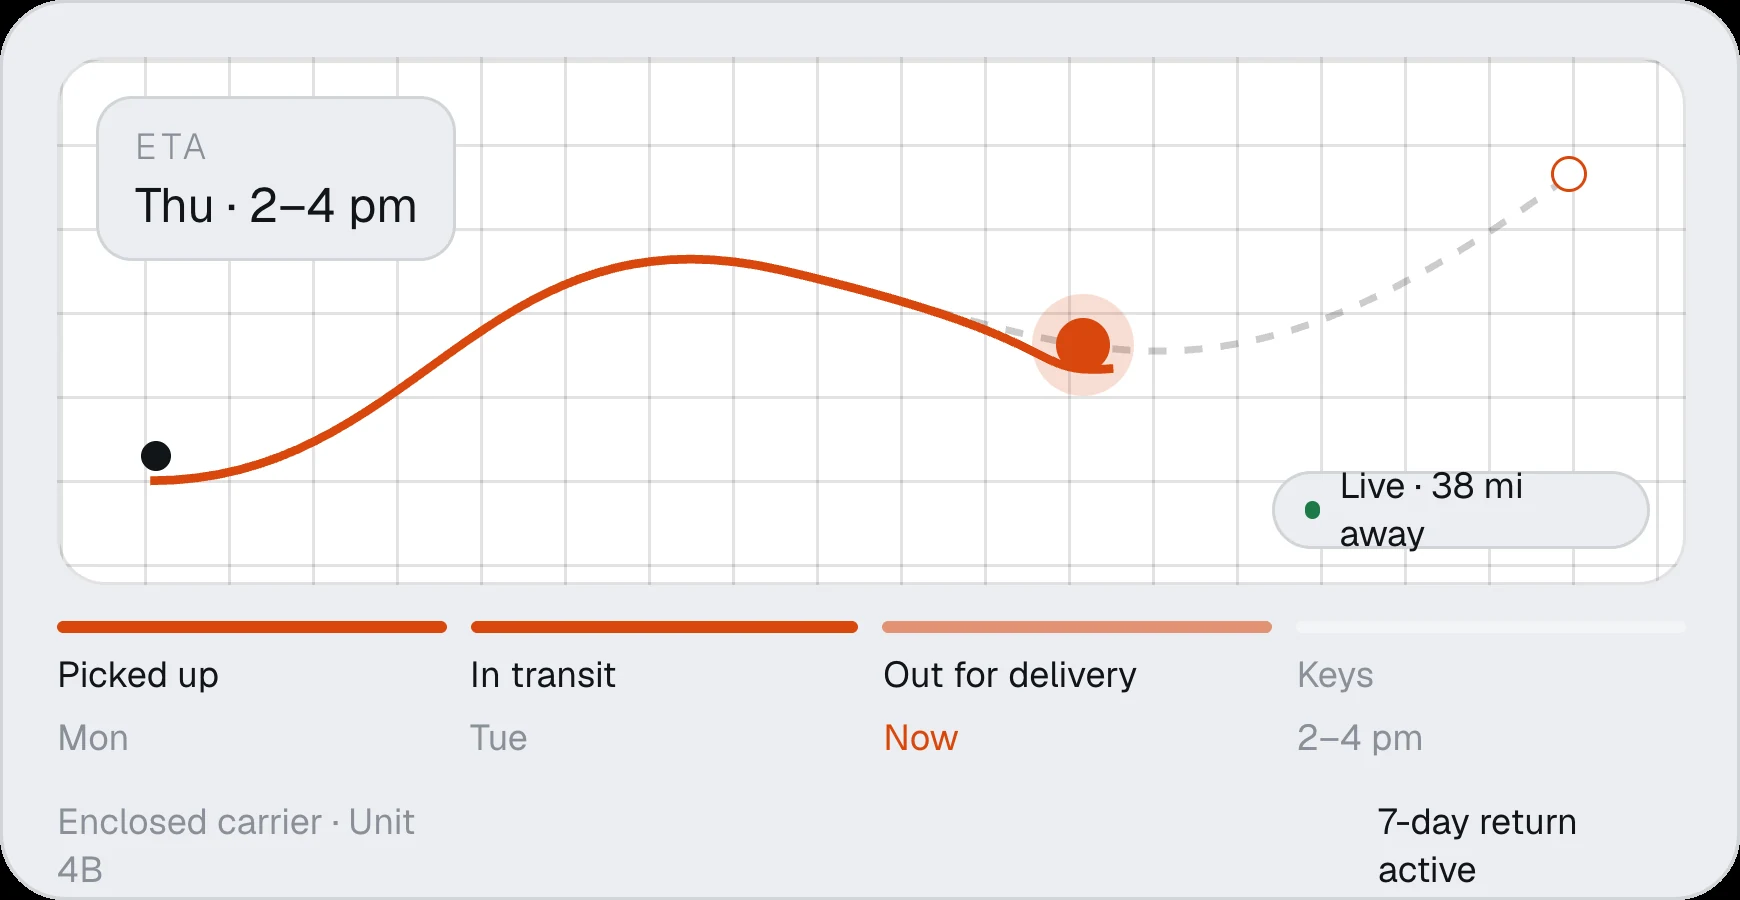 ETA
Thu · 2–4 pm
Live · 38 mi
away
Picked up
In transit
Out for delivery
Keys
Mon
Tue
Now
2–4 pm
Enclosed carrier · Unit
4B
7-day return
active